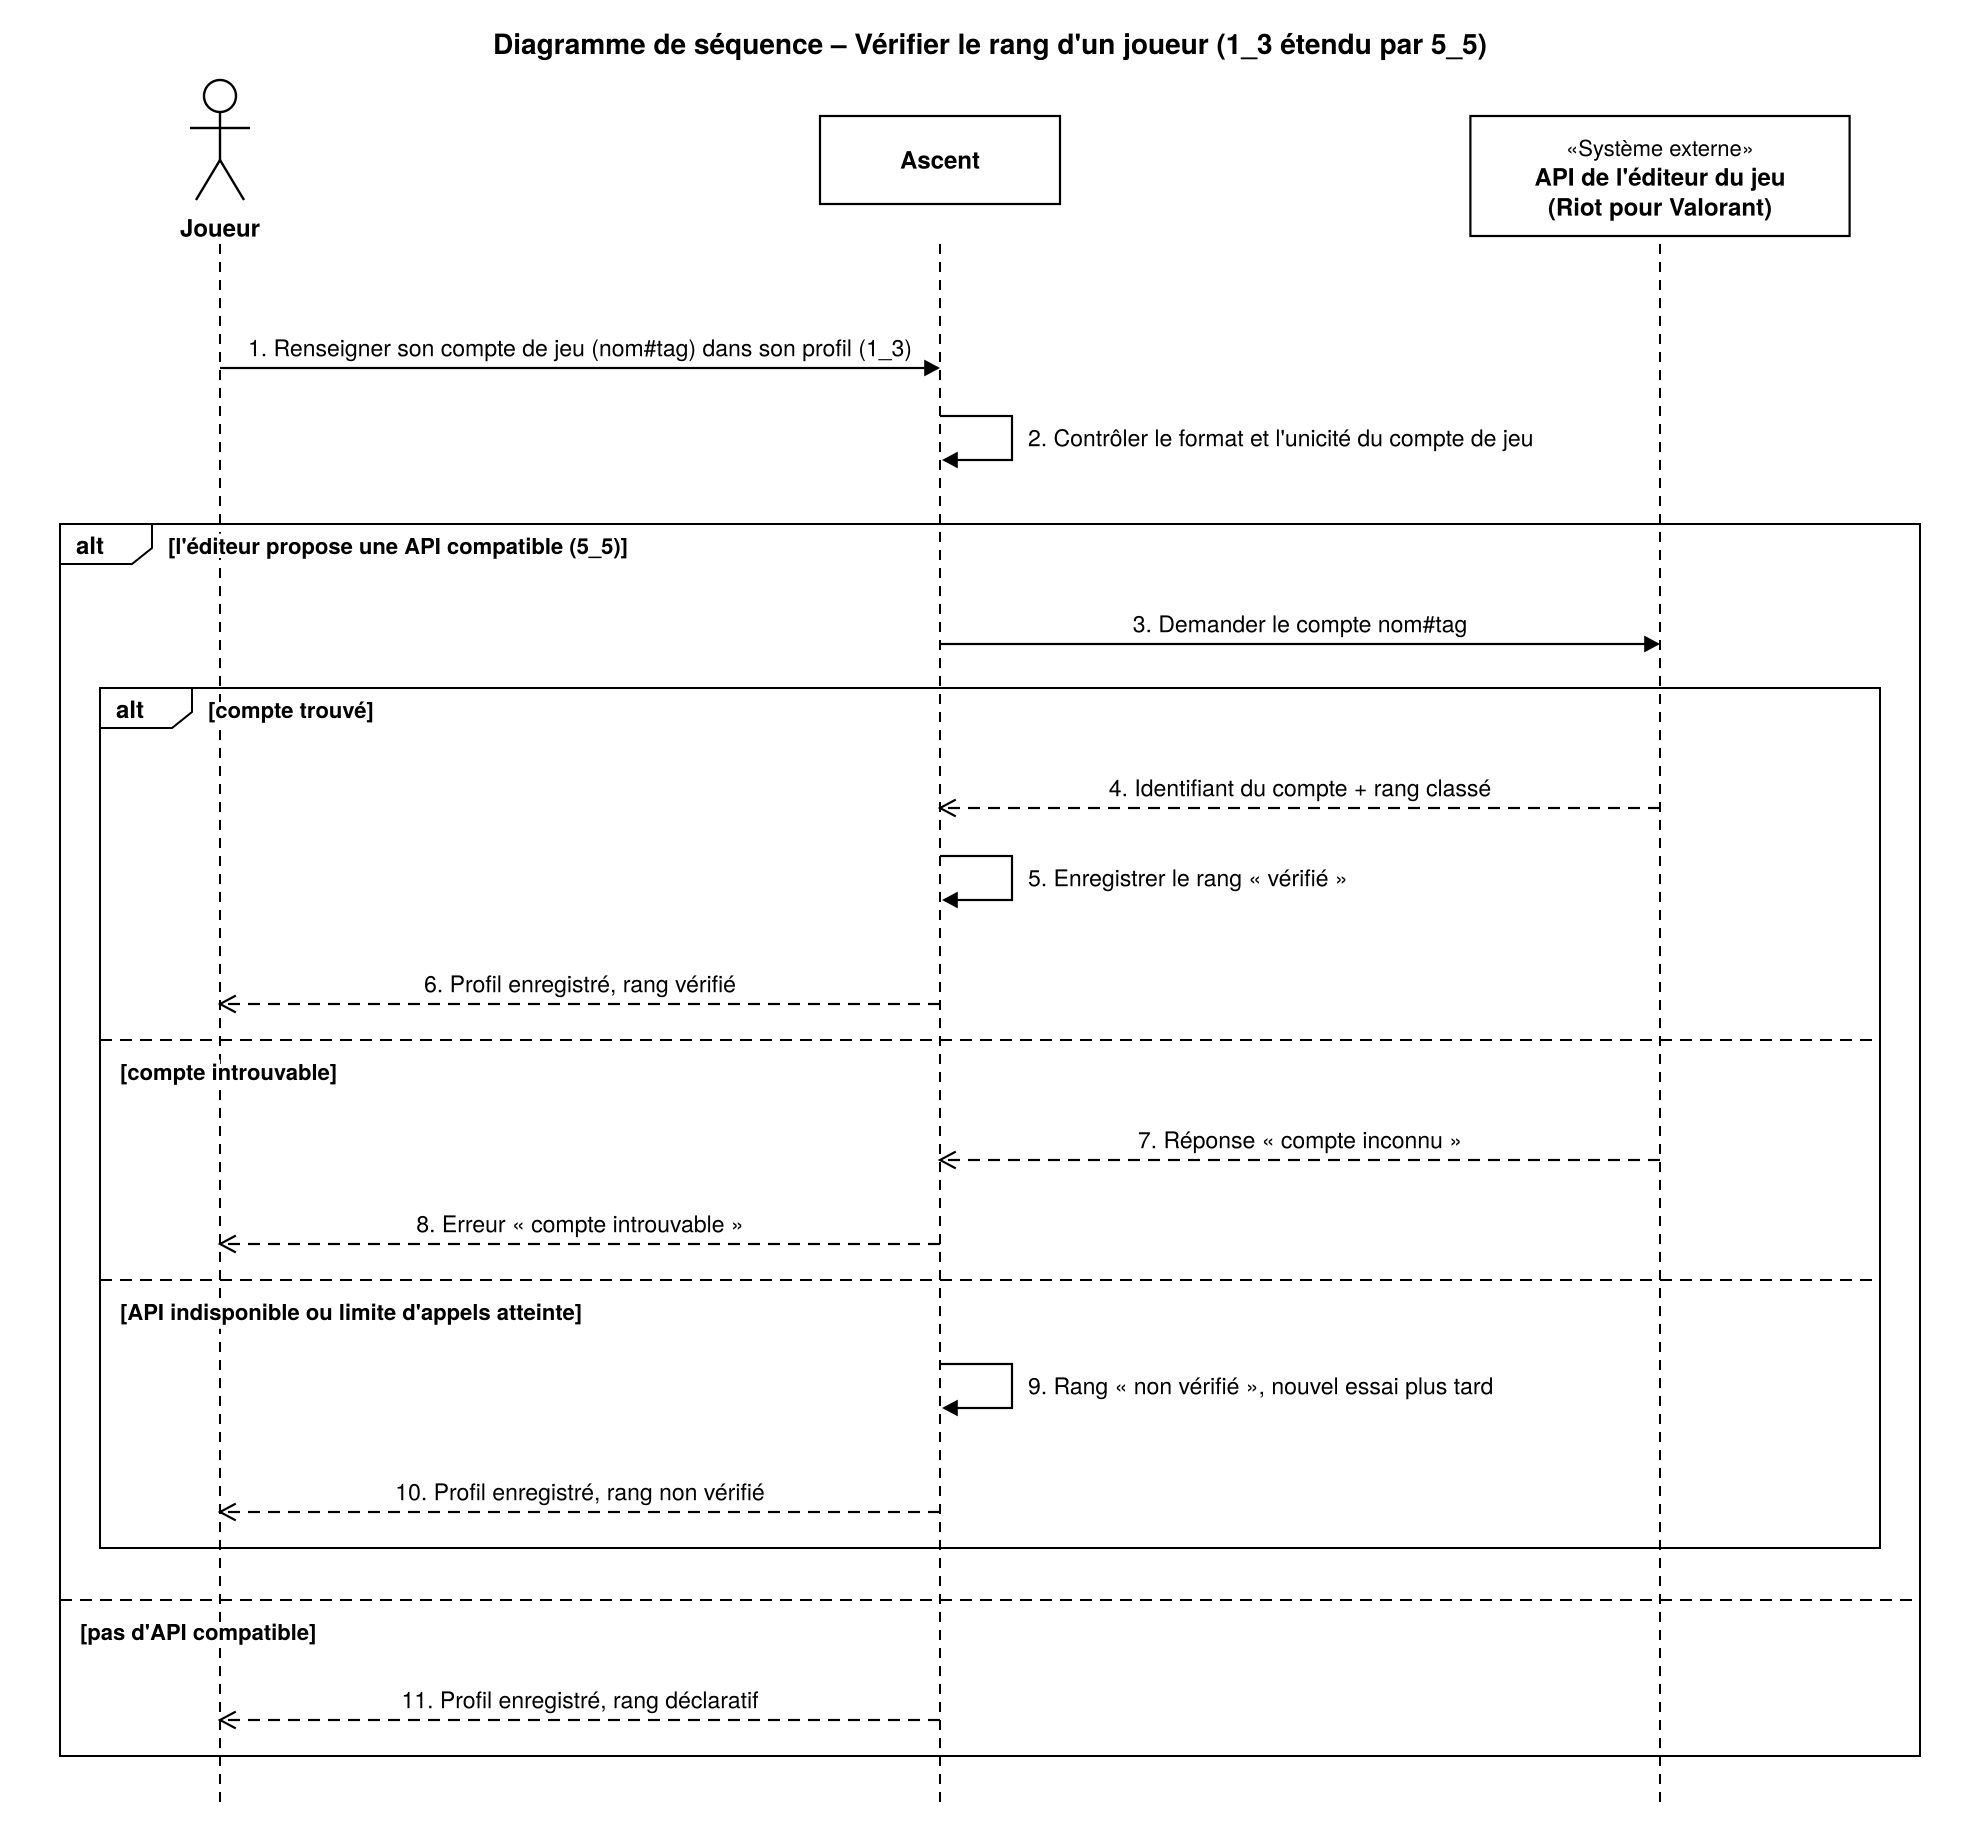 Diagramme de séquence – Vérifier le rang d'un joueur (1_3 étendu par 5_5)
Joueur
Ascent
«Système externe»
API de l'éditeur du jeu
(Riot pour Valorant)
1. Renseigner son compte de jeu (nom#tag) dans son profil (1_3)
2. Contrôler le format et l'unicité du compte de jeu
alt [l'éditeur propose une API compatible (5_5)]
3. Demander le compte nom#tag
alt [compte trouvé]
4. Identifiant du compte + rang classé
5. Enregistrer le rang « vérifié »
6. Profil enregistré, rang vérifié
[compte introuvable]
7. Réponse « compte inconnu »
8. Erreur « compte introuvable »
[API indisponible ou limite d'appels atteinte]
9. Rang « non vérifié », nouvel essai plus tard
10. Profil enregistré, rang non vérifié
[pas d'API compatible]
11. Profil enregistré, rang déclaratif